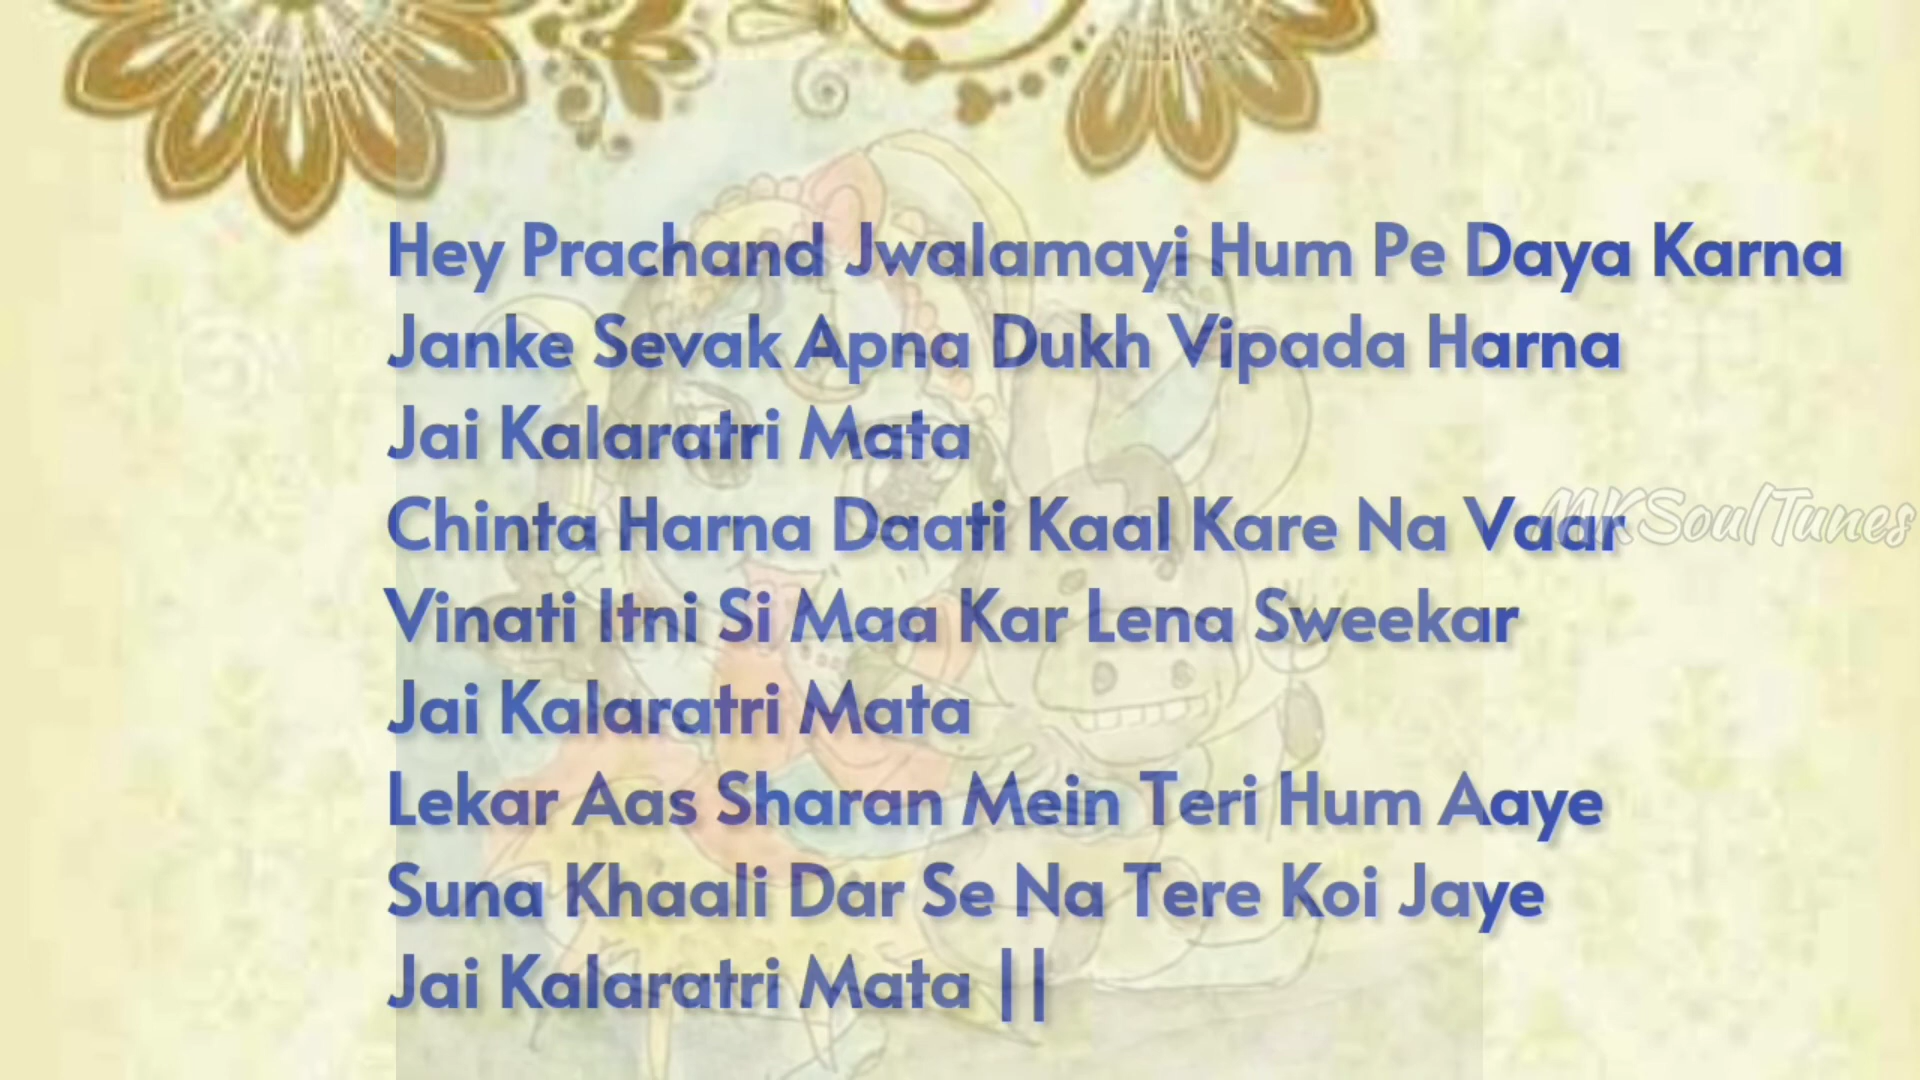 Hey Prachand Jwalamayi Hum Pe Daya Karna
Janke Sevak Apna Dukh Vipada Harna
Jai Kalaratri Mata
Chinta Harna Daati Kaal Kare Na Vaar
MKSoulTunes
Vinati Itni Si Maa Kar Lena Sweekar
Jai Kalaratri Mata
Lekar Aas Sharan Mein Teri Hum Aaye
Suna Khaali Dar Se Na Tere Koi Jaye
Jai Kalaratri Mata ||